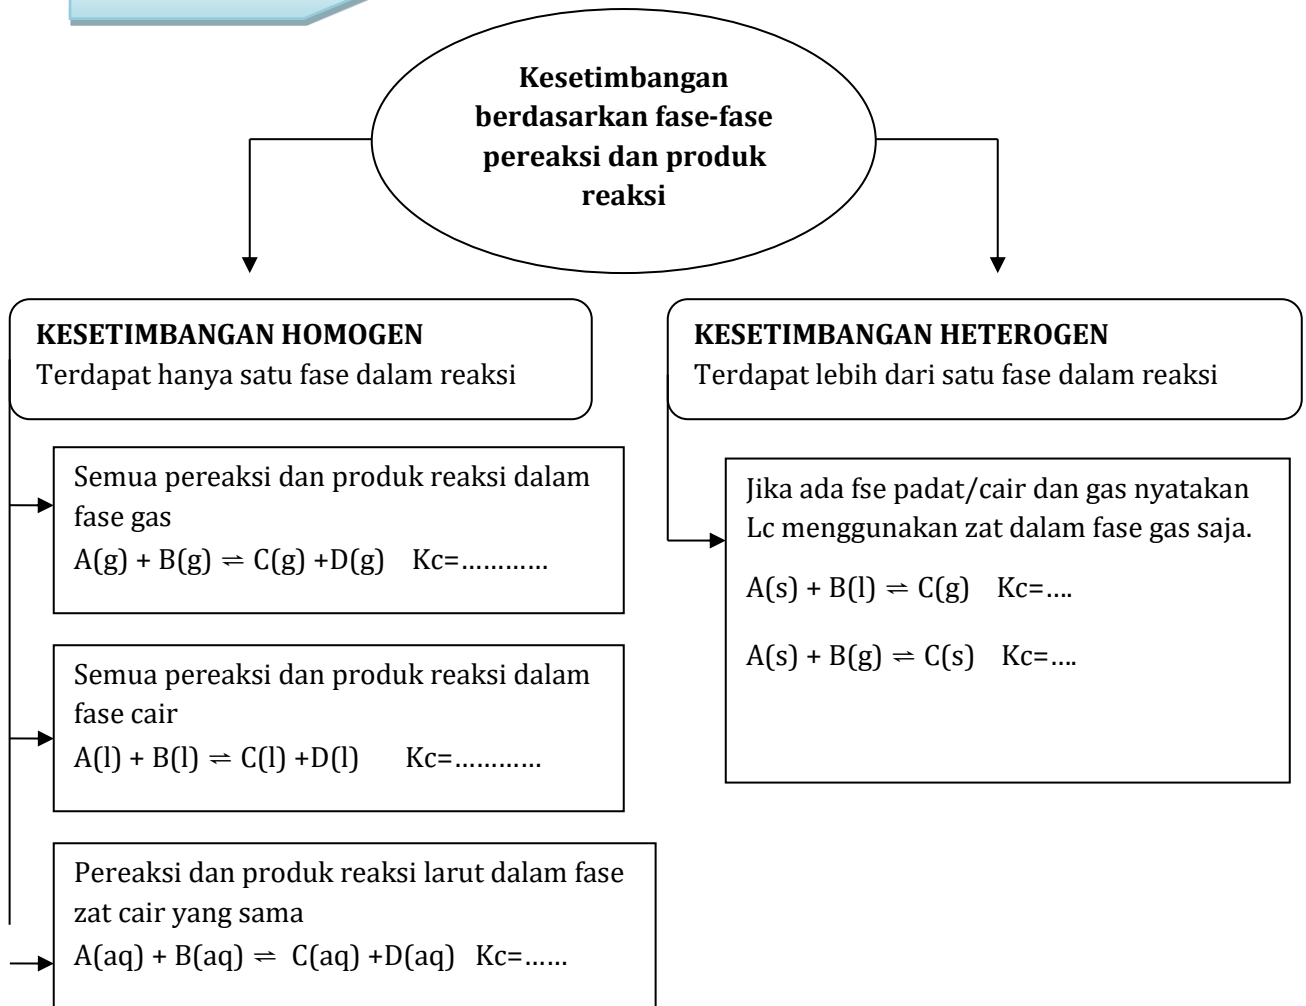 Kesetimbangan
berdasarkan fase-fase
pereaksi dan produk
reaksi
KESETIMBANGAN HOMOGEN
Terdapat hanya satu fase dalam reaksi
Semua pereaksi dan produk reaksi dalam
fase gas
A(g) + B(g) ⇌ C(g) +D(g) Kc=…………
Semua pereaksi dan produk reaksi dalam
fase cair
A(l) + B(l) ⇌ C(l) +D(l) Kc=…………
Pereaksi dan produk reaksi larut dalam fase
zat cair yang sama
A(aq) + B(aq) ⇌ C(aq) +D(aq) Kc=……
KESETIMBANGAN HETEROGEN
Terdapat lebih dari satu fase dalam reaksi
Jika ada fse padat/cair dan gas nyatakan
Lc menggunakan zat dalam fase gas saja.
A(s) + B(l) ⇌ C(g) Kc=….
A(s) + B(g) ⇌ C(s) Kc=….